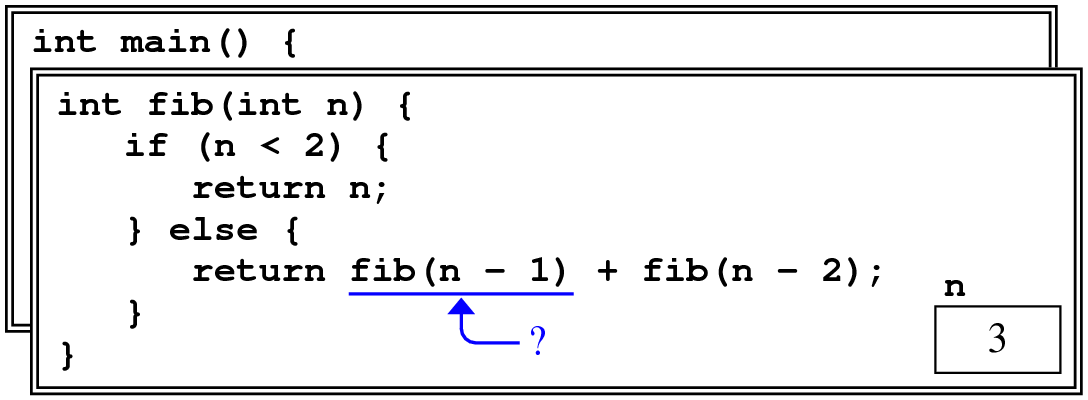 int main() {
int fib(int n) {
if (n < 2) {
return n;
} else {
return fib(n – 1) + fib(n – 2);
n
}
3
?
}